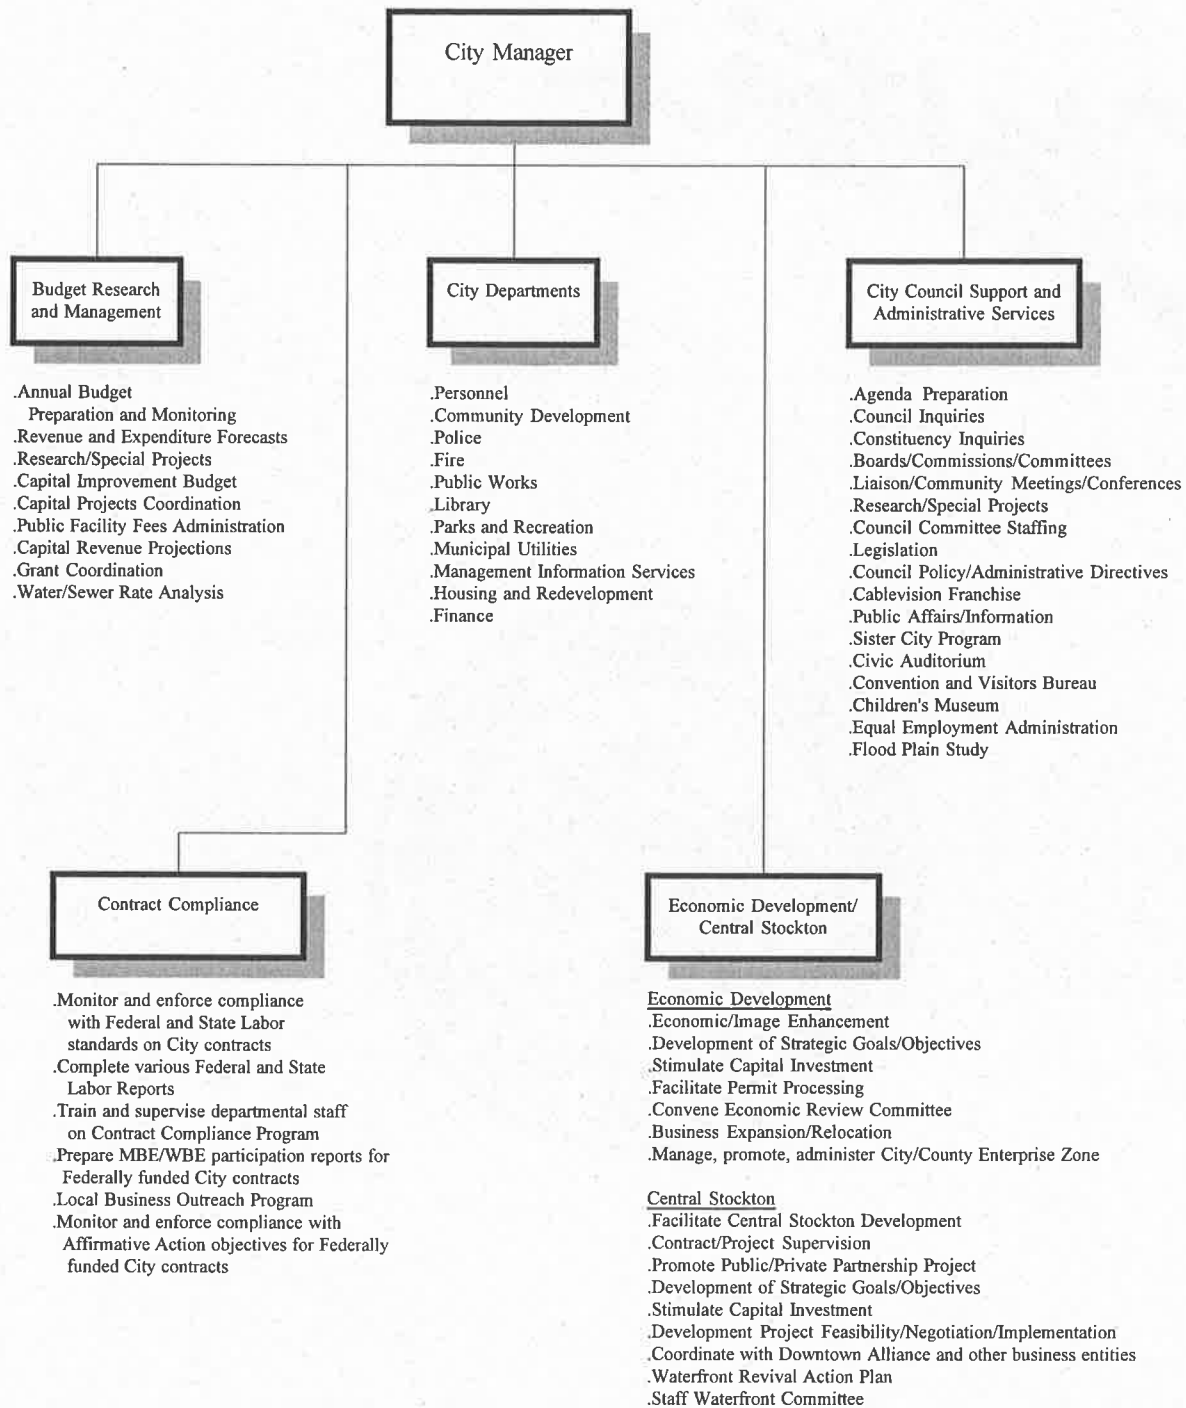 City Manager
Budget Research
and Management
City Departments
City Council Support and
Administrative Services
.Annual Budget
Preparation and Monitoring
.Revenue and Expenditure Forecasts
.Research/Special Projects
.Capital Improvement Budget
.Capital Projects Coordination
.Public Facility Fees Administration
.Capital Revenue Projections
.Grant Coordination
.Water/Sewer Rate Analysis
.Personnel
.Community Development
.Police
.Fire
.Public Works
.Library
.Parks and Recreation
.Municipal Utilities
.Management Information Services
.Housing and Redevelopment
.Finance
.Agenda Preparation
.Council Inquiries
.Constituency Inquiries
.Boards/Commissions/Committees
.Liaison/Community Meetings/Conferences
.Research/Special Projects
.Council Committee Staffing
.Legislation
.Council Policy/Administrative Directives
.Cablevision Franchise
.Public Affairs/Information
.Sister City Program
.Civic Auditorium
.Convention and Visitors Bureau
.Children's Museum
.Equal Employment Administration
.Flood Plain Study
Contract Compliance
.Monitor and enforce compliance
with Federal and State Labor
standards on City contracts
.Complete various Federal and State
Labor Reports
.Train and supervise departmental staff
on Contract Compliance Program
.Prepare MBE/WBE participation reports for
Federally funded City contracts
.Local Business Outreach Program
.Monitor and enforce compliance with
Affirmative Action objectives for Federally
funded City contracts
Economic Development/
Central Stockton
Economic Development
.Economic/Image Enhancement
.Development of Strategic Goals/Objectives
.Stimulate Capital Investment
.Facilitate Permit Processing
.Convene Economic Review Committee
.Business Expansion/Relocation
.Manage, promote, administer City/County Enterprise Zone
Central Stockton
.Facilitate Central Stockton Development
.Contract/Project Supervision
.Promote Public/Private Partnership Project
.Development of Strategic Goals/Objectives
.Stimulate Capital Investment
.Development Project Feasibility/Negotiation/Implementation
.Coordinate with Downtown Alliance and other business entities
.Waterfront Revival Action Plan
.Staff Waterfront Committee